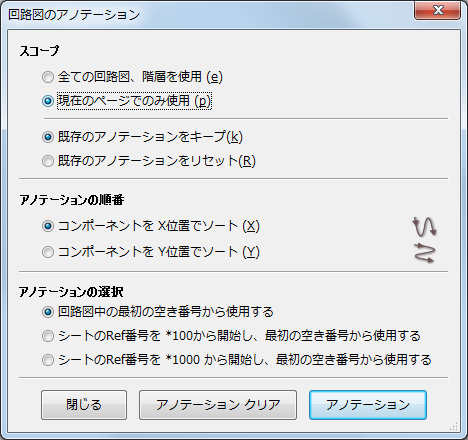 回路図のアノテーション
スコープ
全ての回路図、階層を使用 (e)
現在のページでのみ使用 (p)
既存のアノテーションをキープ(k)
既存のアノテーションをリセット(R)
アノテーションの順番
コンポーネントを X位置でソート (X)
コンポーネントを Y位置でソート (Y)
アノテーションの選択
回路図中の最初の空き番号から使用する
シートのRef番号を *100から開始し、最初の空き番号から使用する
シートのRef番号を *1000 から開始し、最初の空き番号から使用する
閉じる
アノテーション クリア
アノテーション